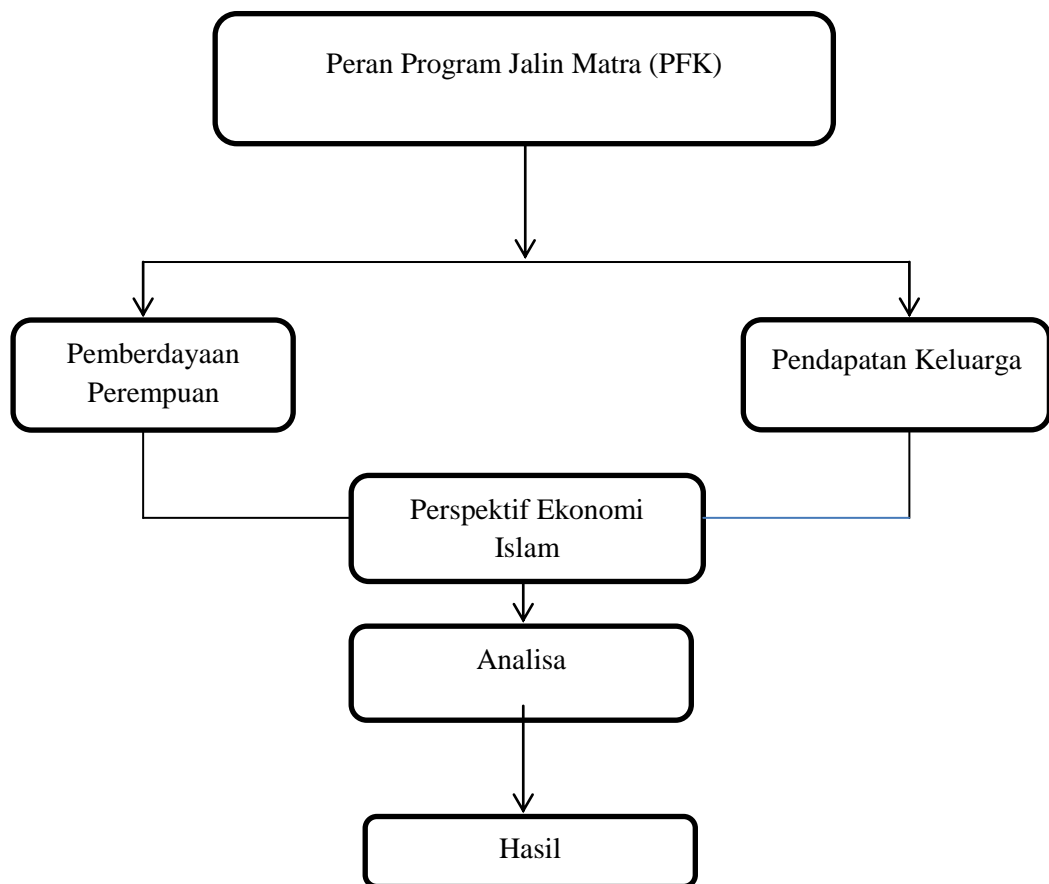 Peran Program Jalin Matra (PFK)
Pemberdayaan
Perempuan
Pendapatan Keluarga
Perspektif Ekonomi
Islam
Analisa
Hasil